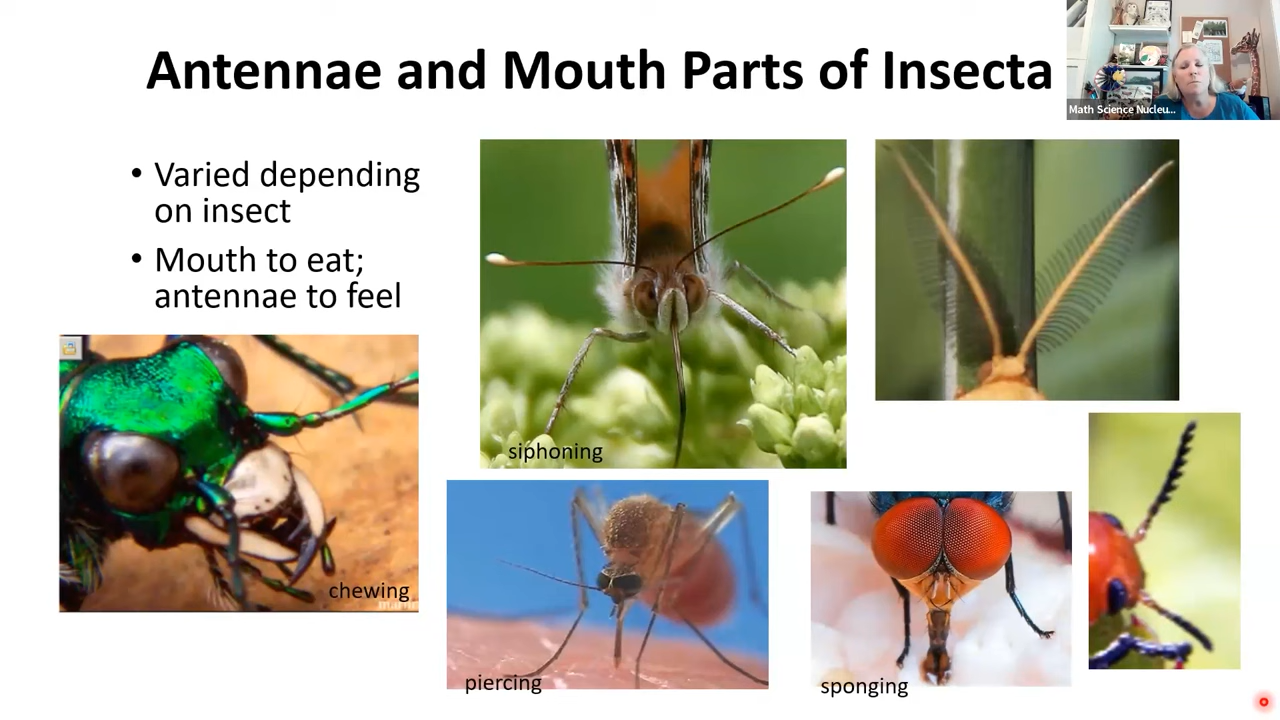 Antennae and Mouth Parts of Insecta
Math Science Nucleu...
• Varied depending
on insect
• Mouth to eat;
antennae to feel
siphoning
chewing
piercing
sponging